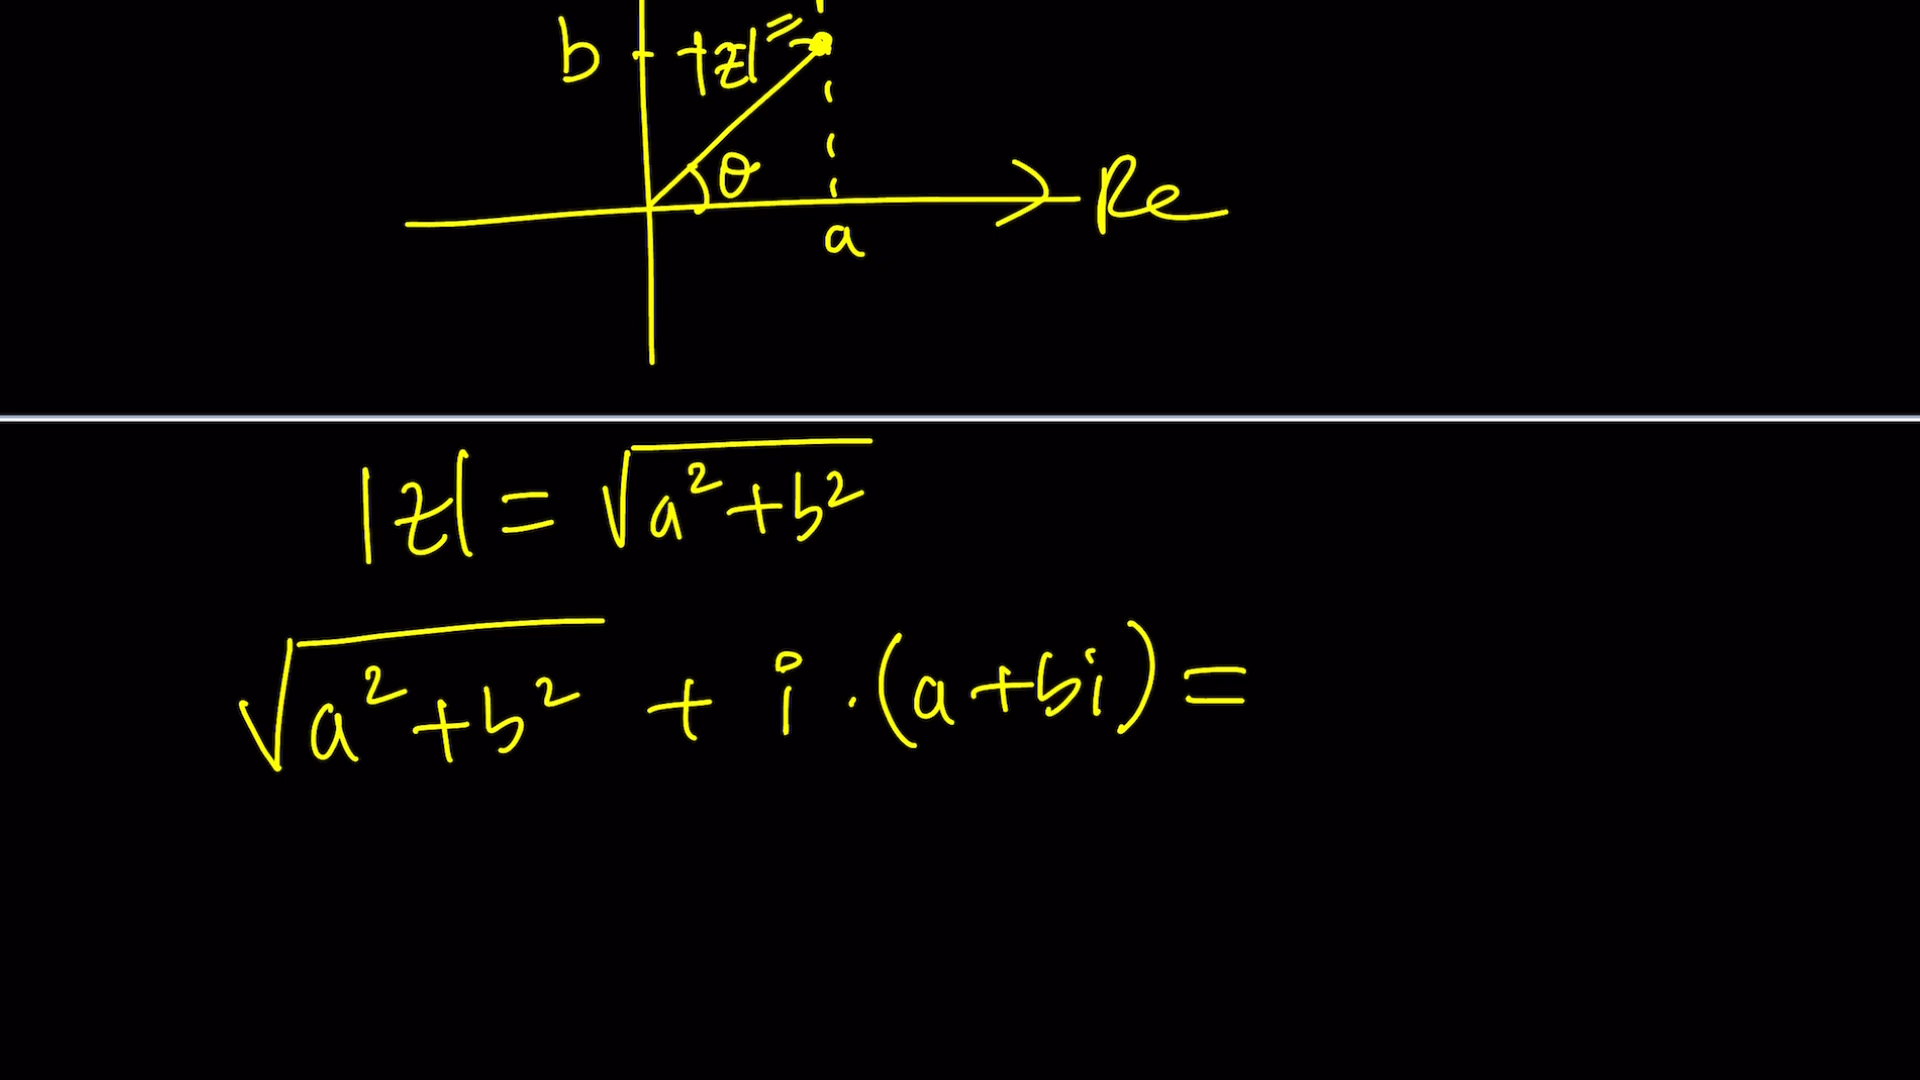 b |z| =
θ
Re
a
|z| = √(a² + b²)
√(a² + b²) + i · (a + bi) =